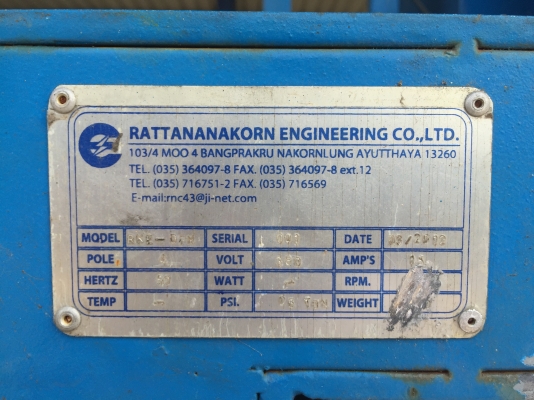 RATTANANAKORN ENGINEERING CO.,LTD.
103/4 MOO 4 BANGPRAKRU NAKORNLUNG AYUTTHAYA 13260
TEL. (035) 364097-8 FAX. (035) 364097-8 ext.12
TEL. (035) 716751-2 FAX. (035) 716569
E-mail:rnc43@ji-net.com
MODEL SERIAL DATE
POLE VOLT AMP'S
HERTZ WATT - RPM.
TEMP - PSI. WEIGHT